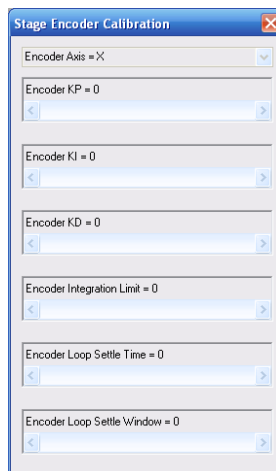 Stage Encoder Calibration
Encoder Axis = X
Encoder KP = 0
Encoder KI = 0
Encoder KD = 0
Encoder Integration Limit = 0
Encoder Loop Settle Time = 0
Encoder Loop Settle Window = 0